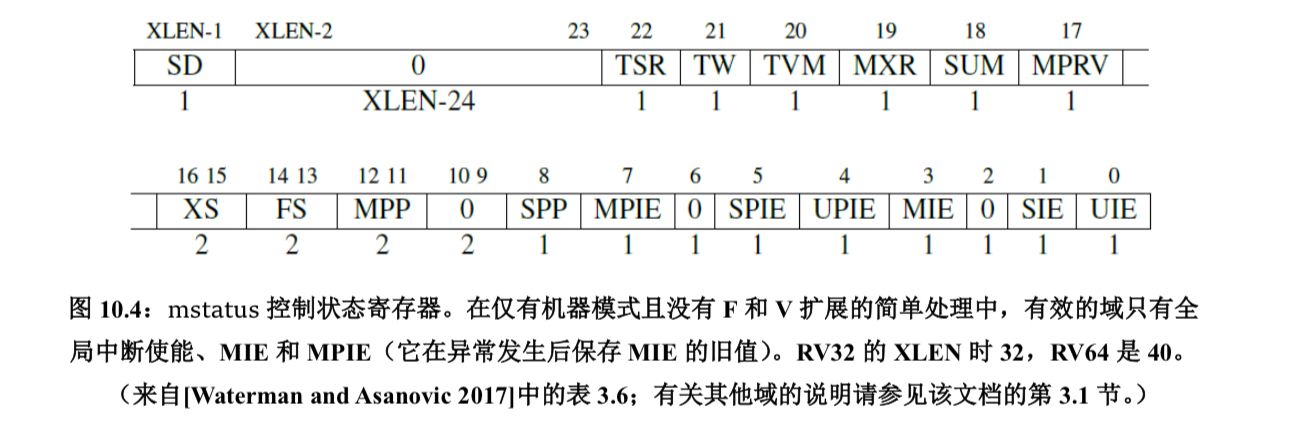 XLEN-1 XLEN-2 23 22 21 20 19 18 17
SD 0 TSR TW TVM MXR SUM MPRV
1 XLEN-24 1 1 1 1 1 1
16 15 14 13 12 11 10 9 8 7 6 5 4 3 2 1 0
XS FS MPP 0 SPP MPIE 0 SPIE UPIE MIE 0 SIE UIE
2 2 2 2 1 1 1 1 1 1 1 1 1
图 10.4：mstatus 控制状态寄存器。在仅有机器模式且没有 F 和 V 扩展的简单处理中，有效的域只有全
局中断使能、MIE 和 MPIE（它在异常发生后保存 MIE 的旧值）。RV32 的 XLEN 时 32，RV64 是 40。
（来自[Waterman and Asanovic 2017]中的表 3.6；有关其他域的说明请参见该文档的第 3.1 节。）